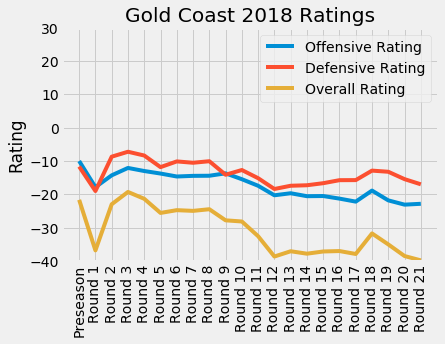 Gold Coast 2018 Ratings
Offensive Rating
Defensive Rating
Overall Rating
Rating
30
20
10
0
−10
−20
−30
−40
Preseason
Round 1
Round 2
Round 3
Round 4
Round 5
Round 6
Round 7
Round 8
Round 9
Round 10
Round 11
Round 12
Round 13
Round 14
Round 15
Round 16
Round 17
Round 18
Round 19
Round 20
Round 21